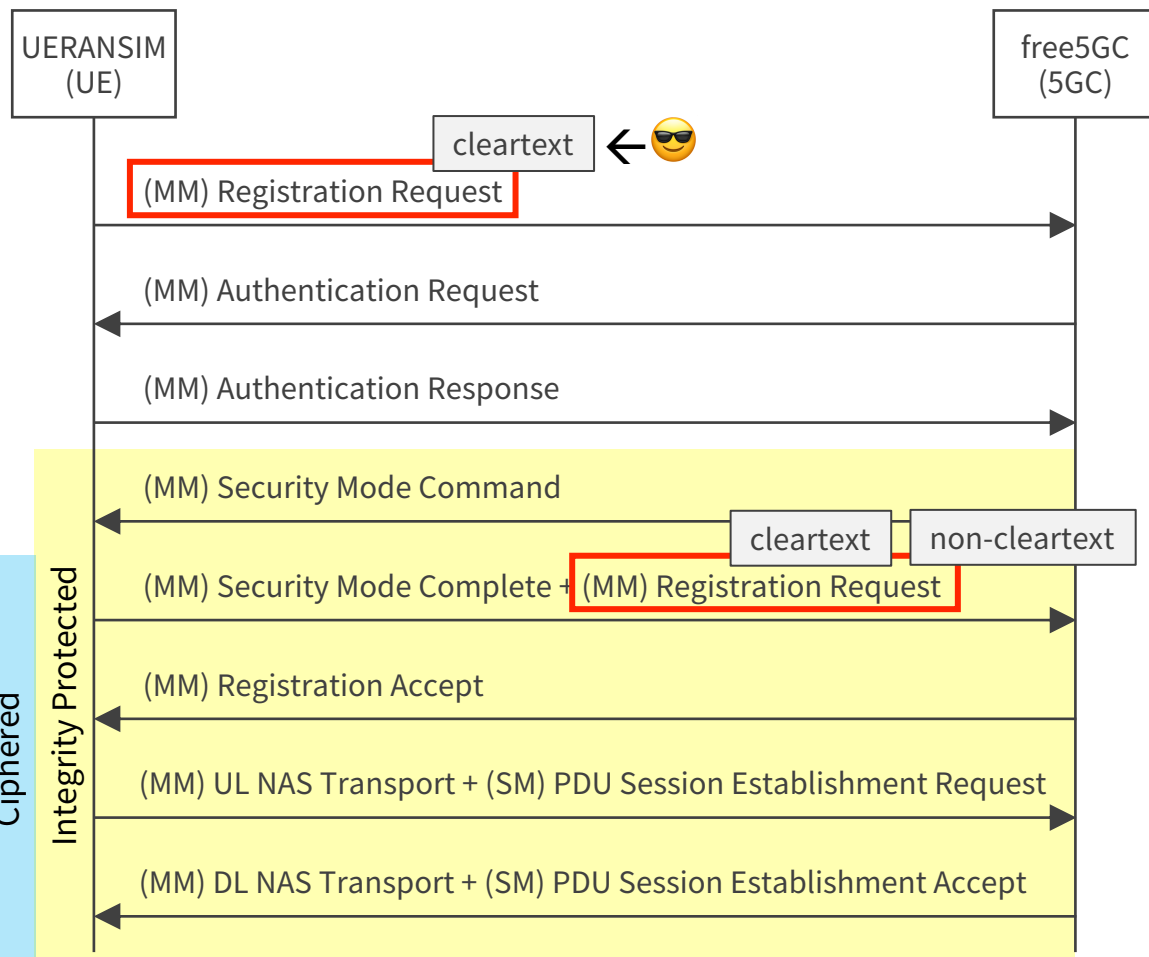 UERANSIM
(UE)
free5GC
(5GC)
cleartext
(MM) Registration Request
(MM) Authentication Request
(MM) Authentication Response
(MM) Security Mode Command
cleartext
non-cleartext
(MM) Security Mode Complete + (MM) Registration Request
(MM) Registration Accept
(MM) UL NAS Transport + (SM) PDU Session Establishment Request
(MM) DL NAS Transport + (SM) PDU Session Establishment Accept
Integrity Protected
Ciphered